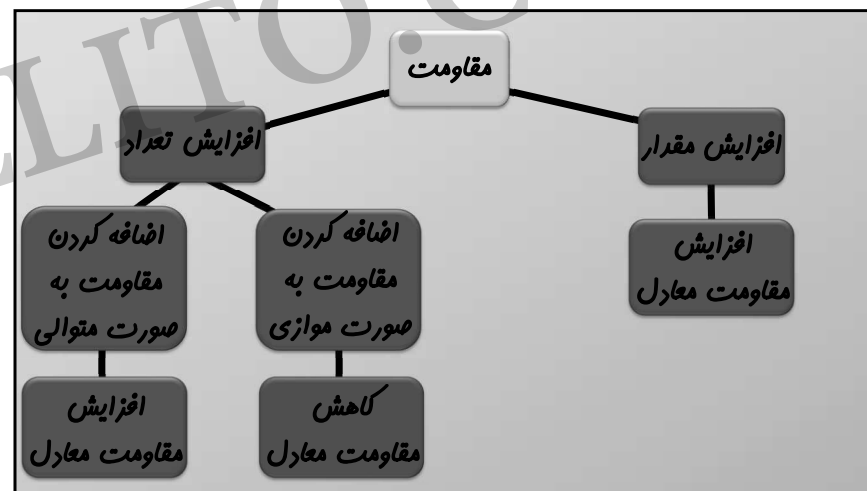 مقاومت
افزایش مقدار
افزایش
مقاومت معادل
افزایش تعداد
اضافه کردن
مقاومت به
صورت موازی
کاهش
مقاومت معادل
اضافه کردن
مقاومت به
صورت متوالی
افزایش
مقاومت معادل
LLITO.C